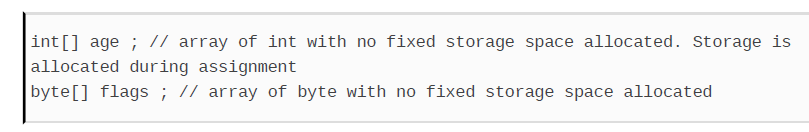 int[] age ; // array of int with no fixed storage space allocated. Storage is
allocated during assignment
byte[] flags ; // array of byte with no fixed storage space allocated